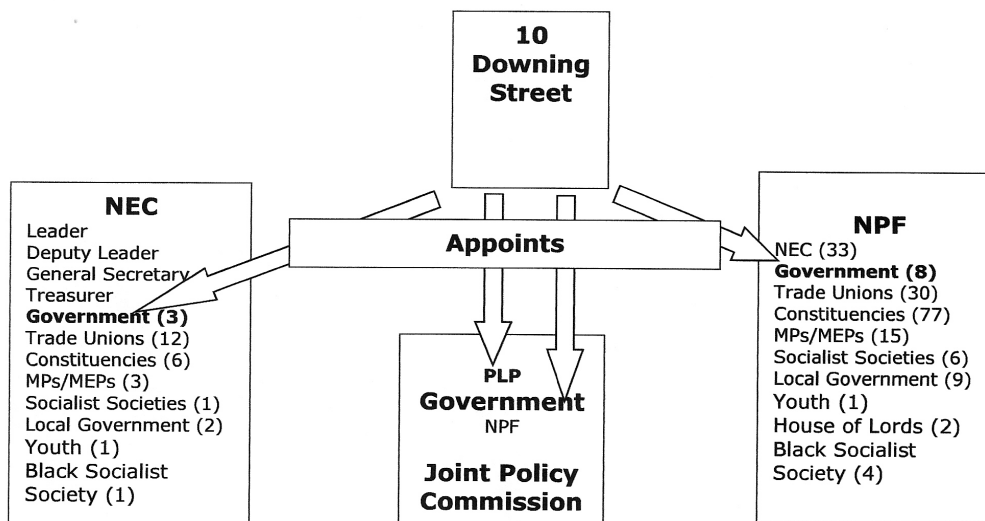 10
Downing
Street
Appoints
NEC
Leader
Deputy Leader
General Secretary
Treasurer
Government (3)
Trade Unions (12)
Constituencies (6)
MPs/MEPs (3)
Socialist Societies (1)
Local Government (2)
Youth (1)
Black Socialist
Society (1)
PLP
Government
NPF
Joint Policy
Commission
NPF
NEC (33)
Government (8)
Trade Unions (30)
Constituencies (77)
MPs/MEPs (15)
Socialist Societies (6)
Local Government (9)
Youth (1)
House of Lords (2)
Black Socialist
Society (4)